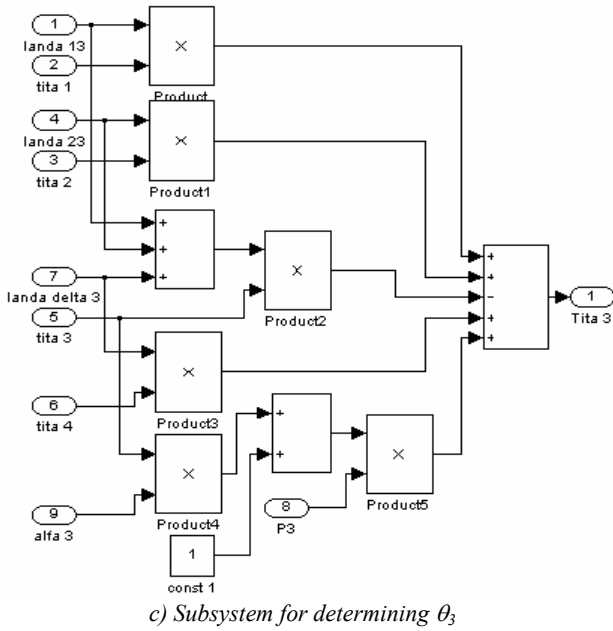 1
landa 13
2
tita 1
×
Product
4
landa 23
3
tita 2
×
Product1
+
+
+
7
landa delta 3
5
tita 3
×
Product2
+
+
−
+
+
1
Tita 3
6
tita 4
×
Product3
9
alfa 3
×
Product4
+
+
1
const 1
8
P3
×
Product5
c) Subsystem for determining θ₃